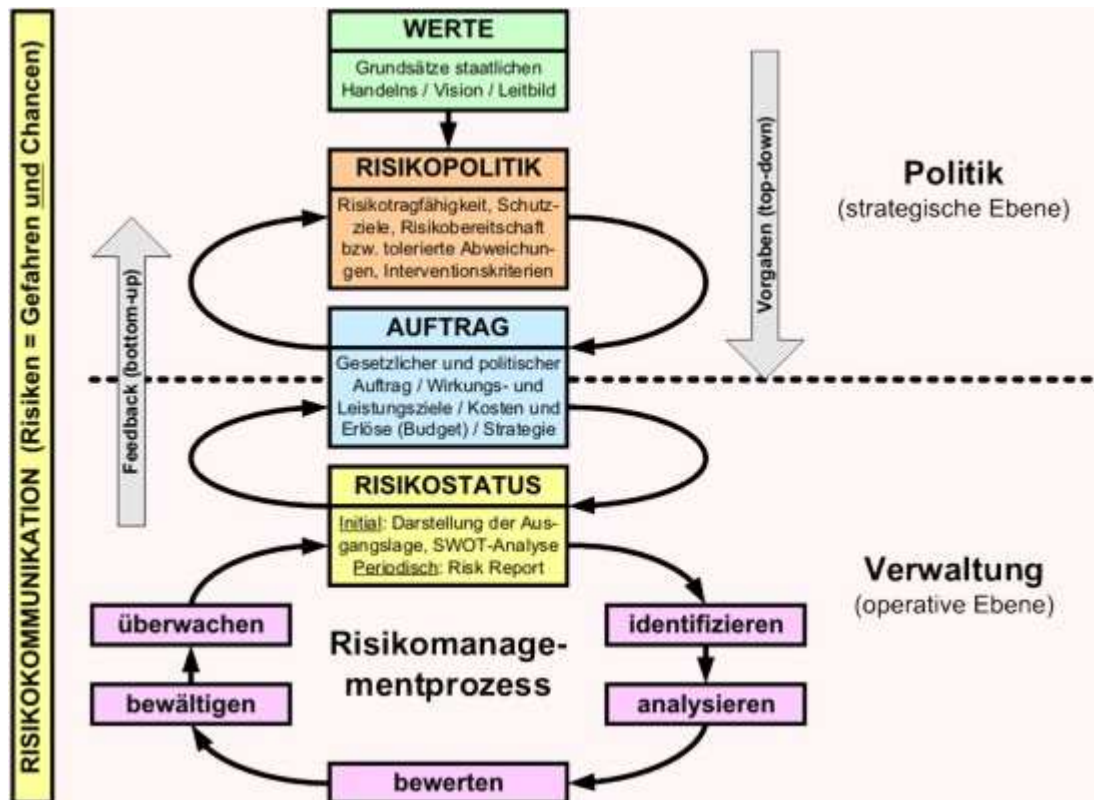 RISIKOKOMMUNIKATION (Risiken = Gefahren und Chancen)
WERTE
Grundsätze staatlichen
Handelns / Vision / Leitbild
RISIKOPOLITIK
Risikotragfähigkeit, Schutz-
ziele, Risikobereitschaft
bzw. tolerierte Abweichun-
gen, Interventionskriterien
Politik
(strategische Ebene)
Vorgaben (top-down)
Feedback (bottom-up)
AUFTRAG
Gesetzlicher und politischer
Auftrag / Wirkungs- und
Leistungsziele / Kosten und
Erlöse (Budget) / Strategie
RISIKOSTATUS
Initial: Darstellung der Aus-
gangslage, SWOT-Analyse
Periodisch: Risk Report
Verwaltung
(operative Ebene)
Risikomanage-
mentprozess
identifizieren
analysieren
bewerten
bewältigen
überwachen